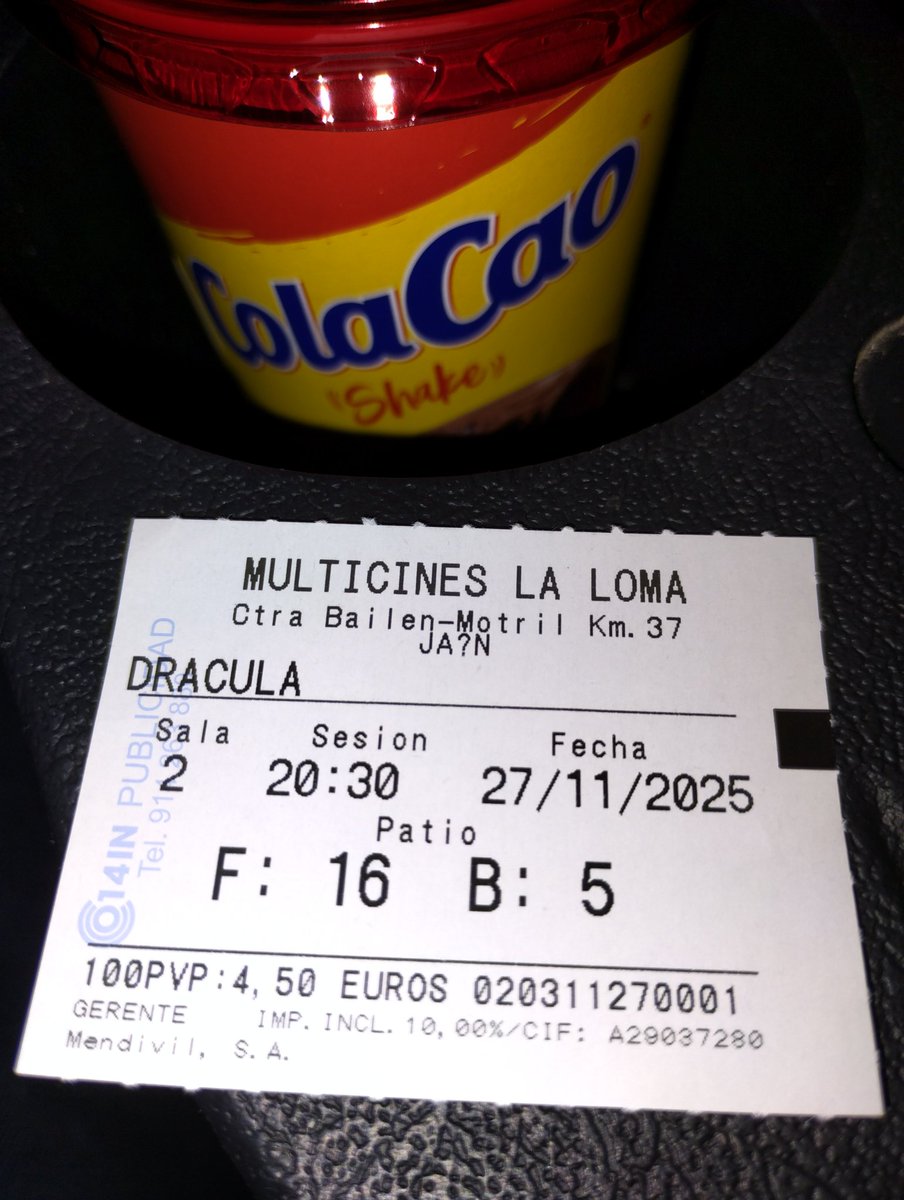 ColaCao
Shake
MULTICINES LA LOMA
Ctra Bailen-Motril Km. 37
JA?N
DRACULA
Sala Sesion Fecha
2 20:30 27/11/2025
Patio
F: 16 B: 5
100PVP:4,50 EUROS 020311270001
GERENTE IMP. INCL. 10,00%/CIF: A29037280
Mendivil, S.A.
014IN PUBLICIDAD
Tel.